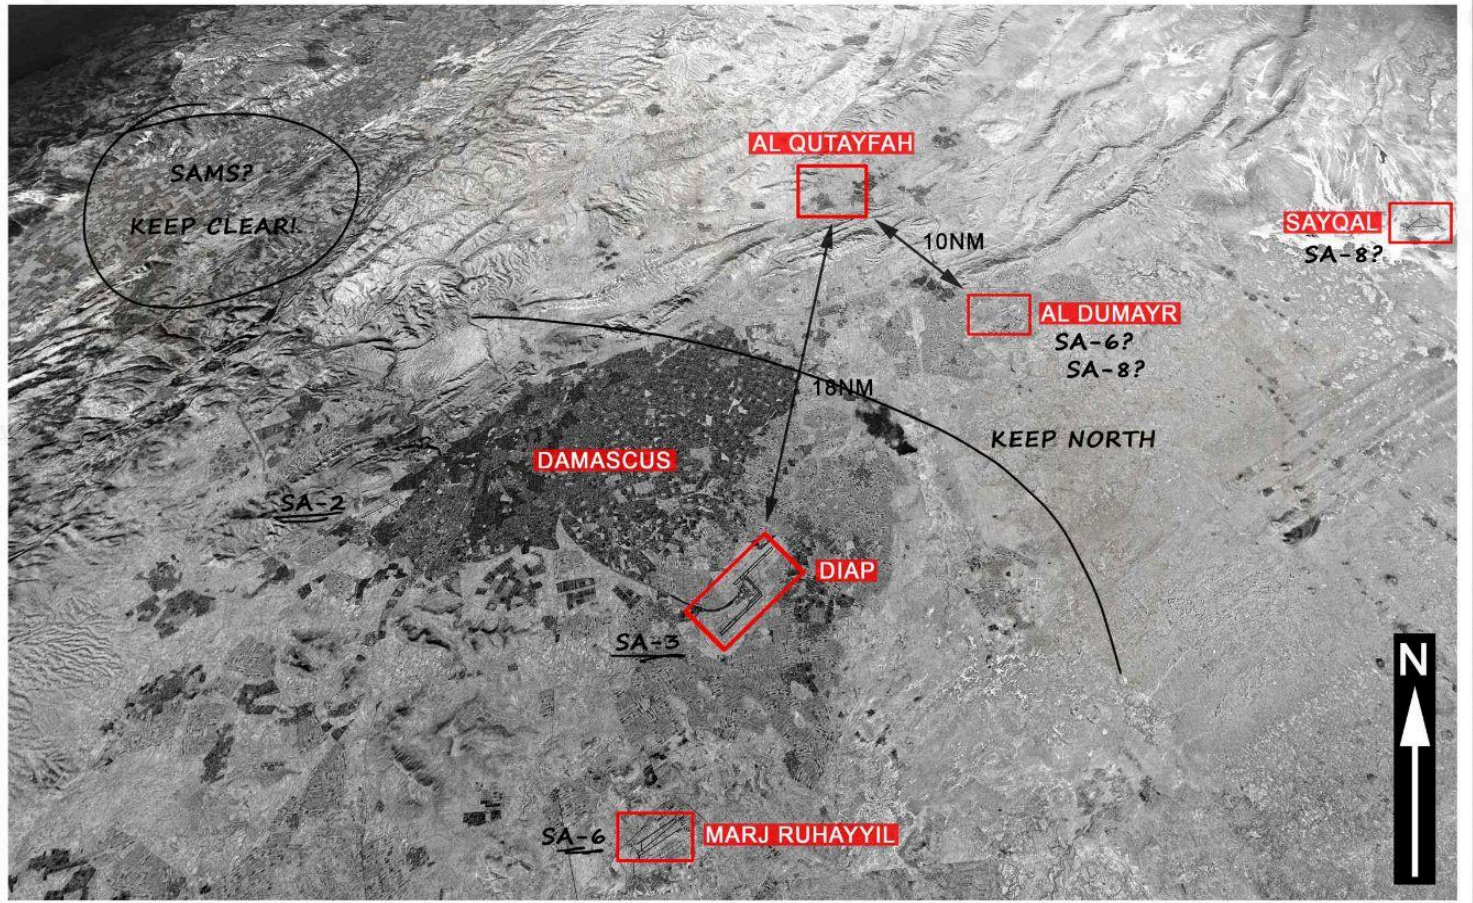 AL QUTAYFAH
SAMS?
KEEP CLEAR!
SAYQAL
SA-8?
10NM
AL DUMAYR
SA-6?
SA-8?
18NM
KEEP NORTH
DAMASCUS
SA-2
DIAP
SA-3
N
SA-6
MARJ RUHAYYIL